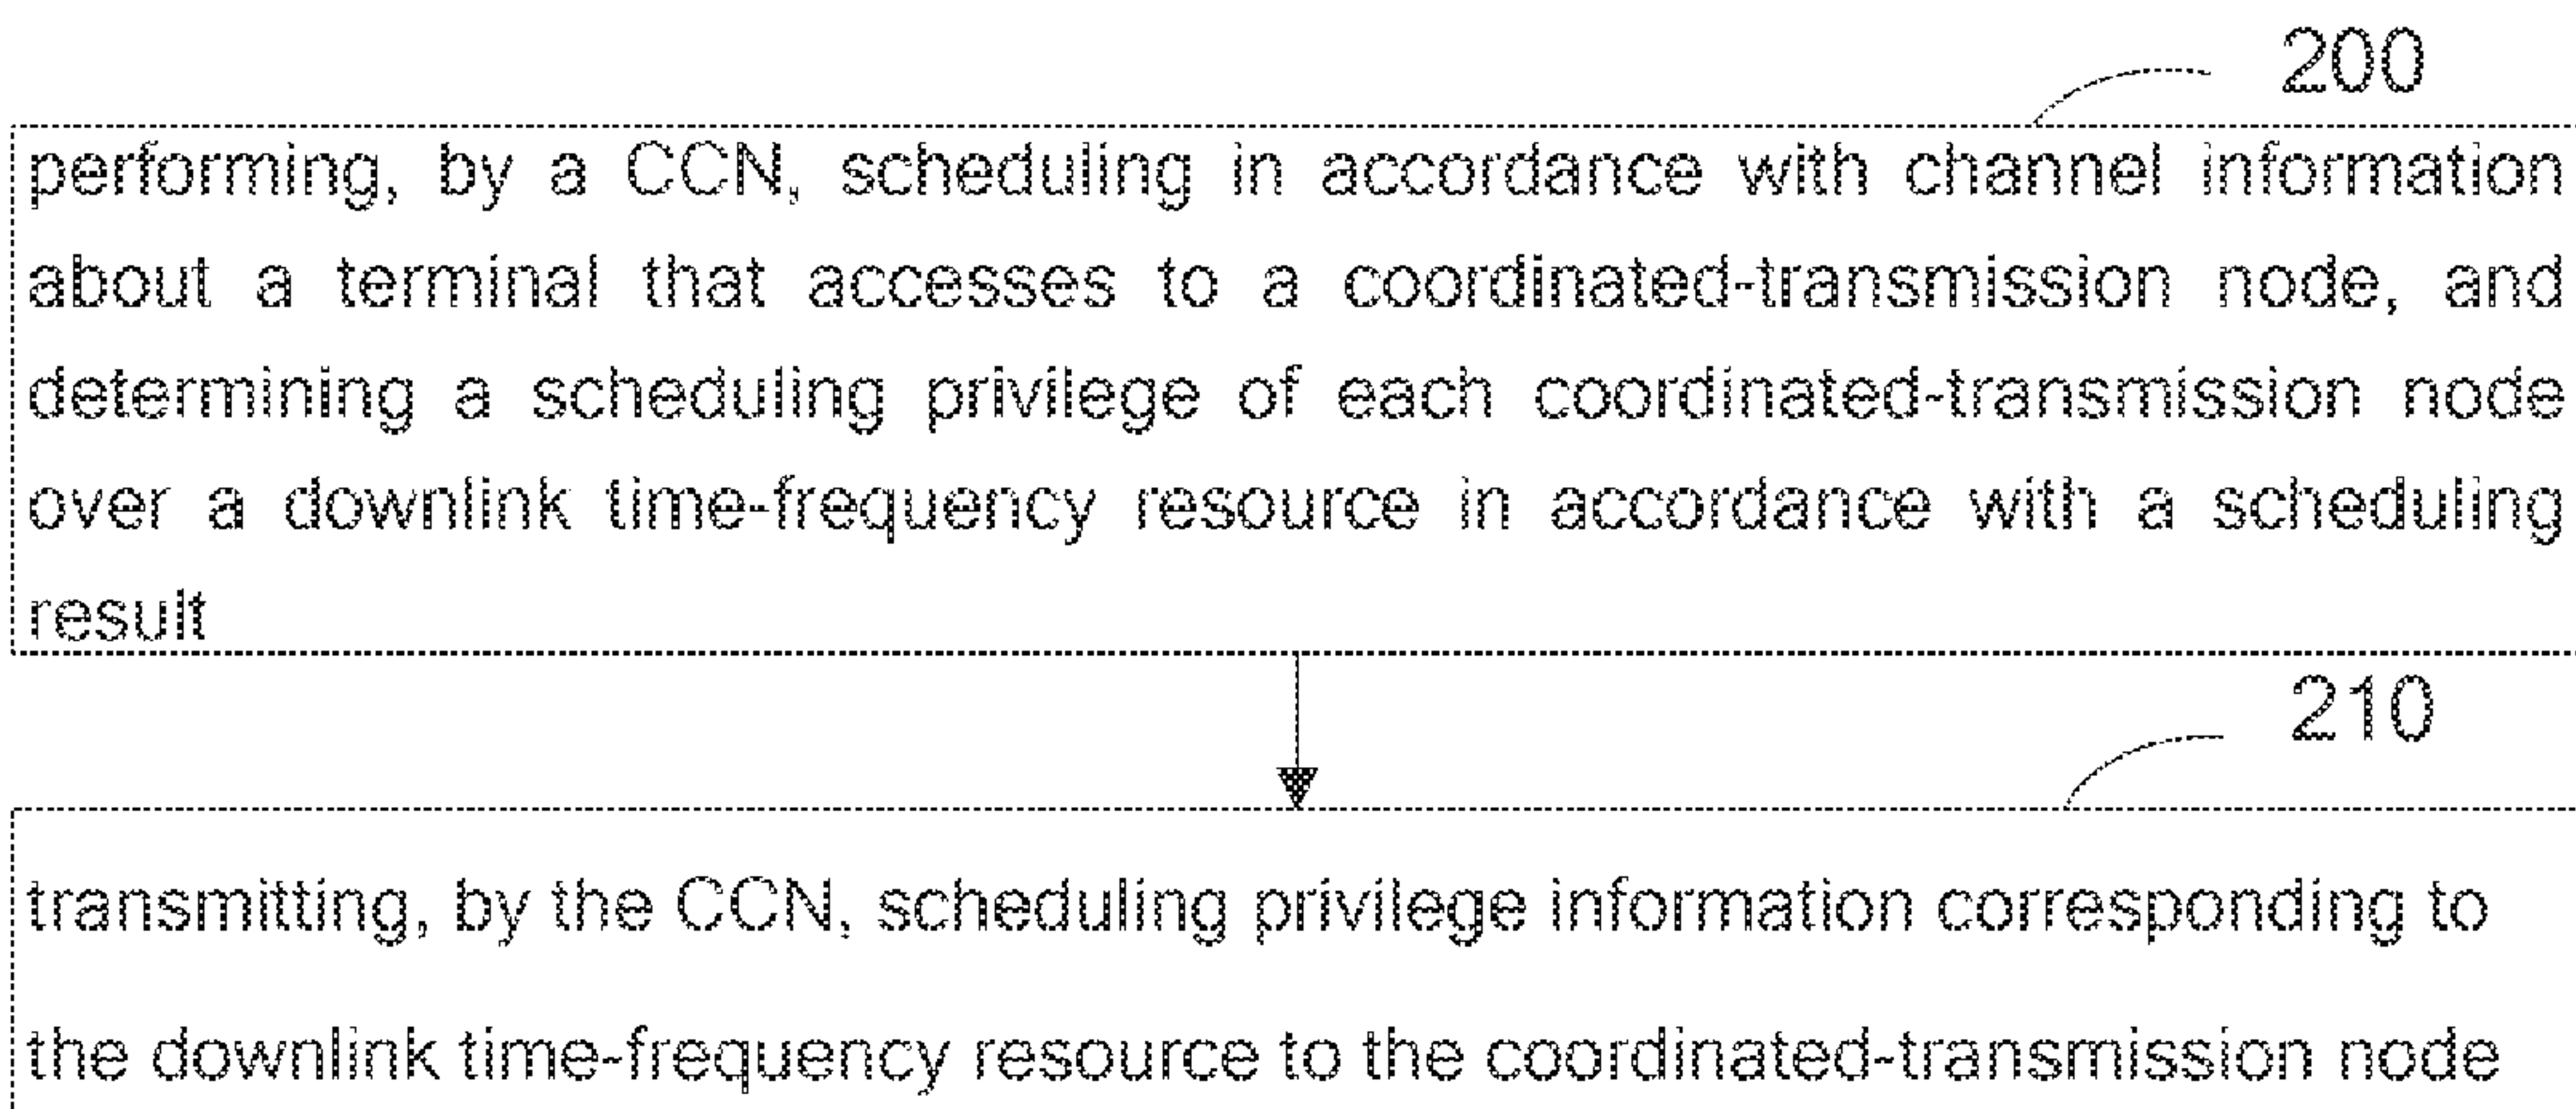 200
performing, by a CCN, scheduling in accordance with channel information
about a terminal that accesses to a coordinated-transmission node, and
determining a scheduling privilege of each coordinated-transmission node
over a downlink time-frequency resource in accordance with a scheduling
result
210
transmitting, by the CCN, scheduling privilege information corresponding to
the downlink time-frequency resource to the coordinated-transmission node